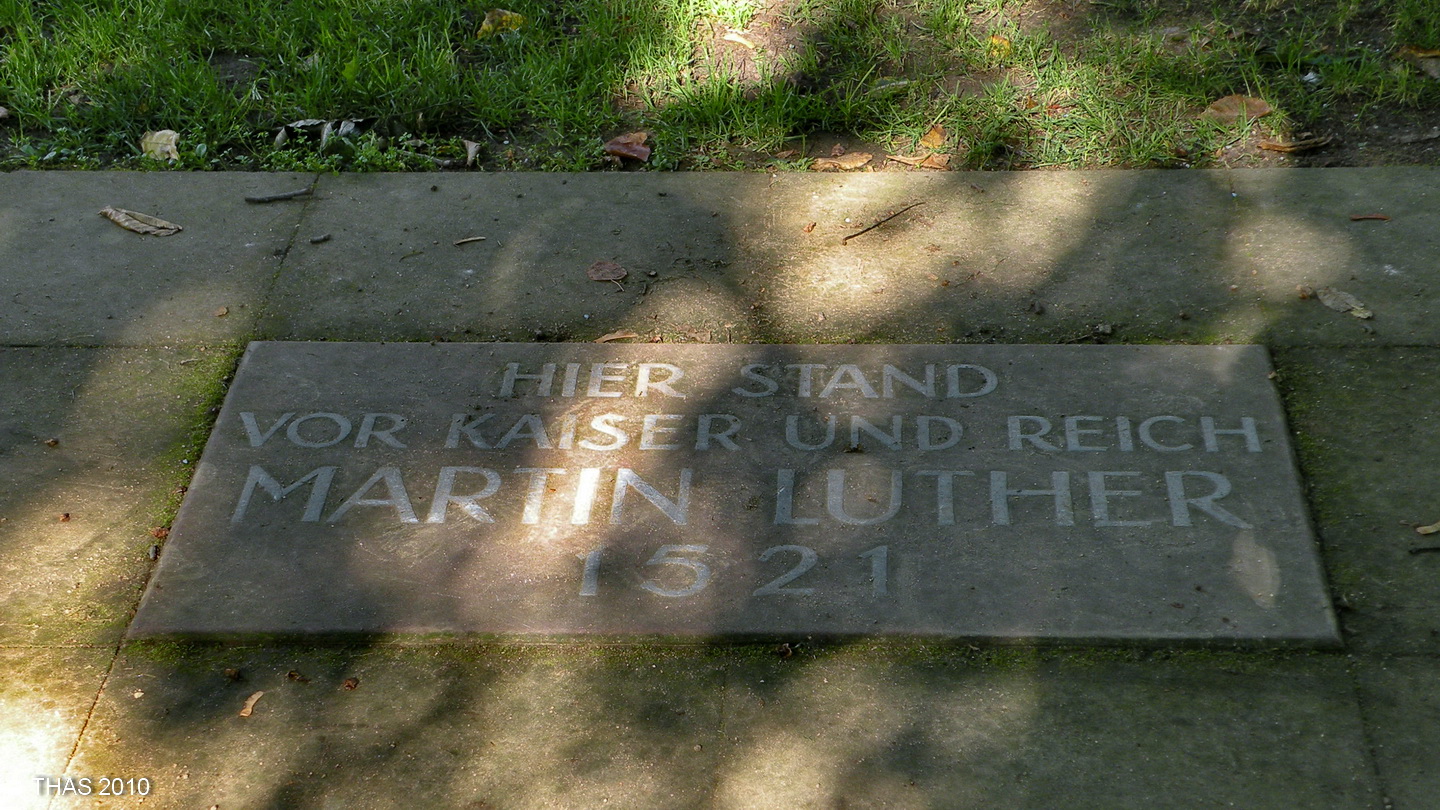 HIER STAND
VOR KAISER UND REICH
MARTIN LUTHER
1521
THAS 2010